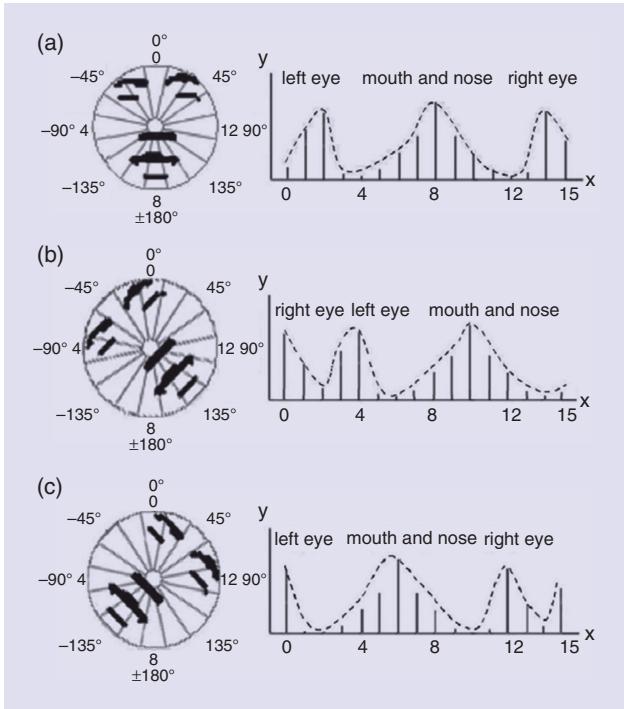 (a)
0°
0
–45°
45°
–90° 4
12 90°
–135°
135°
8
±180°
y
left eye mouth and nose right eye
x
0 4 8 12 15
(b)
0°
0
–45°
45°
–90° 4
12 90°
–135°
135°
8
±180°
y
right eye left eye mouth and nose
x
0 4 8 12 15
(c)
0°
0
–45°
45°
–90° 4
12 90°
–135°
135°
8
±180°
y
left eye mouth and nose right eye
x
0 4 8 12 15